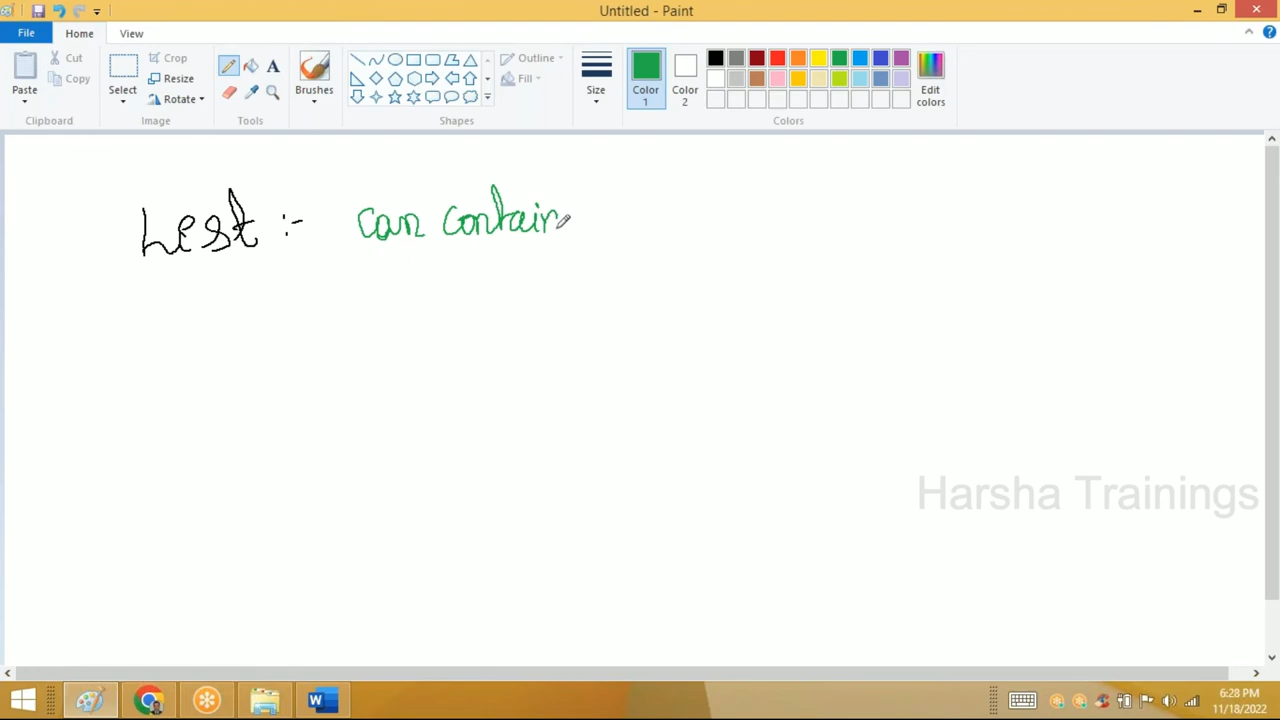 Untitled - Paint
File Home View
Paste Cut Copy Select Crop Resize Rotate Brushes Outline Fill Size Color 1 Color 2 Edit colors
Clipboard Image Tools Shapes Colors
List :- can contain
Harsha Trainings
6:28 PM
11/18/2022